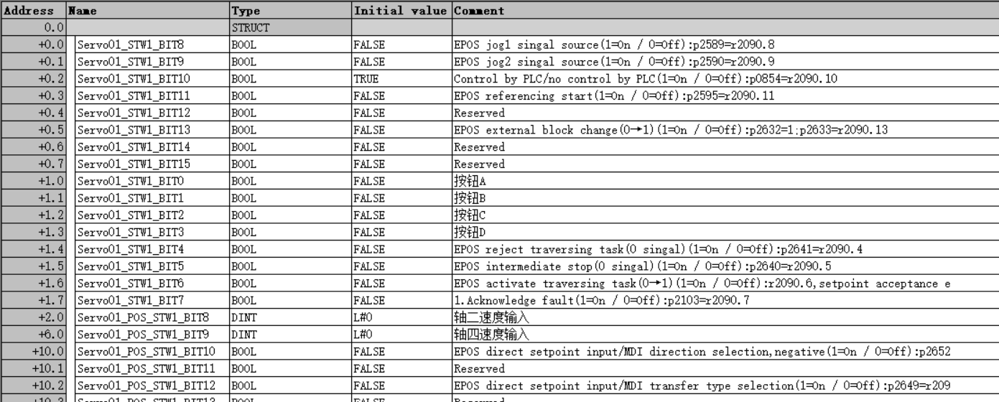 Address Name Type Initial value Comment
0.0 STRUCT
+0.0 Servo01_STW1_BIT8 BOOL FALSE EPOS jog1 singal source(1=On / 0=Off):p2589=r2090.8
+0.1 Servo01_STW1_BIT9 BOOL FALSE EPOS jog2 singal source(1=On / 0=Off):p2590=r2090.9
+0.2 Servo01_STW1_BIT10 BOOL TRUE Control by PLC/no control by PLC(1=On / 0=Off):p0854=r2090.10
+0.3 Servo01_STW1_BIT11 BOOL FALSE EPOS referencing start(1=On / 0=Off):p2595=r2090.11
+0.4 Servo01_STW1_BIT12 BOOL FALSE Reserved
+0.5 Servo01_STW1_BIT13 BOOL FALSE EPOS external block change(0→1)(1=On / 0=Off):p2632=1;p2633=r2090.13
+0.6 Servo01_STW1_BIT14 BOOL FALSE Reserved
+0.7 Servo01_STW1_BIT15 BOOL FALSE Reserved
+1.0 Servo01_STW1_BIT0 BOOL FALSE 按钮A
+1.1 Servo01_STW1_BIT1 BOOL FALSE 按钮B
+1.2 Servo01_STW1_BIT2 BOOL FALSE 按钮C
+1.3 Servo01_STW1_BIT3 BOOL FALSE 按钮D
+1.4 Servo01_STW1_BIT4 BOOL FALSE EPOS reject traversing task(0 singal)(1=On / 0=Off):p2641=r2090.4
+1.5 Servo01_STW1_BIT5 BOOL FALSE EPOS intermediate stop(0 singal)(1=On / 0=Off):p2640=r2090.5
+1.6 Servo01_STW1_BIT6 BOOL FALSE EPOS activate traversing task(0→1)(1=On / 0=Off):r2090.6,setpoint acceptance e
+1.7 Servo01_STW1_BIT7 BOOL FALSE 1.Acknowledge fault(1=On / 0=Off):p2103=r2090.7
+2.0 Servo01_POS_STW1_BIT8 DINT L#0 轴二速度输入
+6.0 Servo01_POS_STW1_BIT9 DINT L#0 轴四速度输入
+10.0 Servo01_POS_STW1_BIT10 BOOL FALSE EPOS direct setpoint input/MDI direction selection,negative(1=On / 0=Off):p2652
+10.1 Servo01_POS_STW1_BIT11 BOOL FALSE Reserved
+10.2 Servo01_POS_STW1_BIT12 BOOL FALSE EPOS direct setpoint input/MDI transfer type selection(1=On / 0=Off):p2649=r209
+10.3 Servo01_POS_STW1_BIT13 BOOL FALSE Reserved